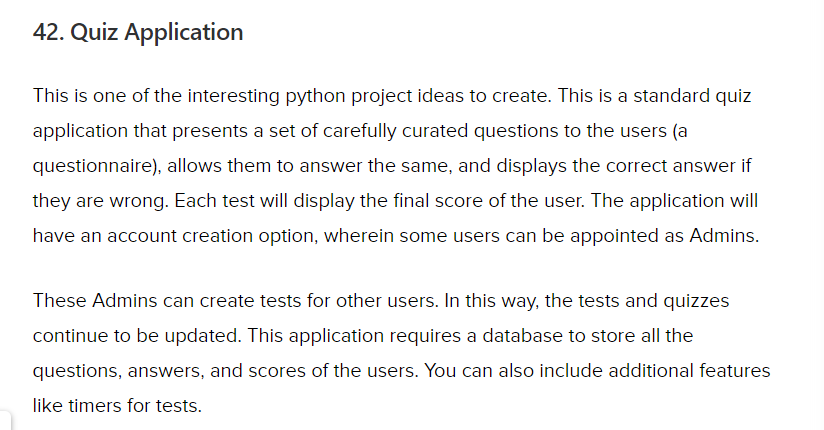 42. Quiz Application
This is one of the interesting python project ideas to create. This is a standard quiz
application that presents a set of carefully curated questions to the users (a
questionnaire), allows them to answer the same, and displays the correct answer if
they are wrong. Each test will display the final score of the user. The application will
have an account creation option, wherein some users can be appointed as Admins.
These Admins can create tests for other users. In this way, the tests and quizzes
continue to be updated. This application requires a database to store all the
questions, answers, and scores of the users. You can also include additional features
like timers for tests.